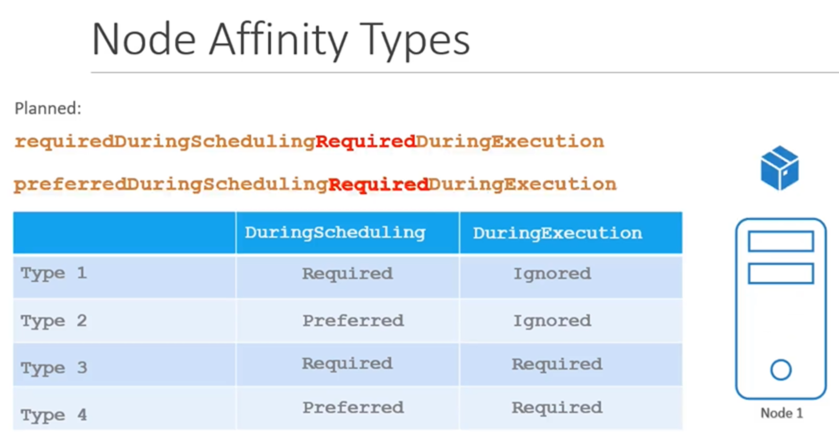 Node Affinity Types
Planned:
requiredDuringSchedulingRequiredDuringExecution
preferredDuringSchedulingRequiredDuringExecution
DuringScheduling DuringExecution
Type 1 Required Ignored
Type 2 Preferred Ignored
Type 3 Required Required
Type 4 Preferred Required
Node 1